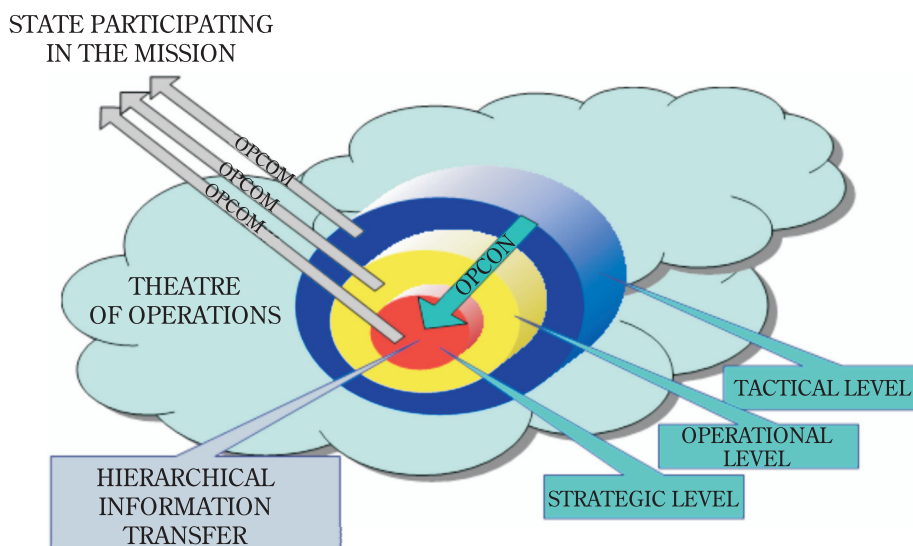 STATE PARTICIPATING
IN THE MISSION
OPCOM
OPCOM
OPCOM
OPCON
THEATRE
OF OPERATIONS
TACTICAL LEVEL
OPERATIONAL
LEVEL
STRATEGIC LEVEL
HIERARCHICAL
INFORMATION
TRANSFER